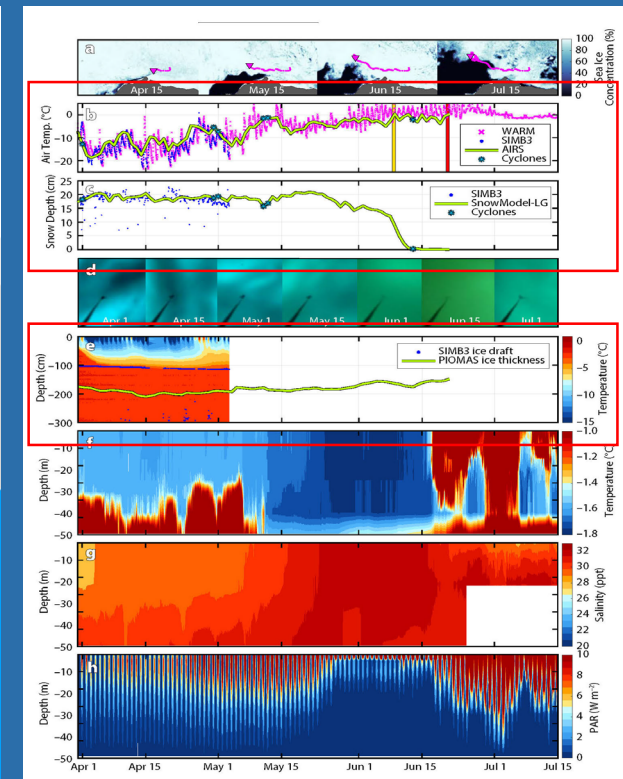 a
Apr 15
May 15
Jun 15
Jul 15
100
80
60
40
20
0
Sea Ice
Concentration (%)
b
Air Temp. (°C)
0
−10
−20
WARM
SIMB3
AIRS
Cyclones
c
Snow Depth (cm)
25
20
15
10
5
0
SIMB3
SnowModel-LG
Cyclones
d
Apr 1
Apr 15
May 1
May 15
Jun 1
Jun 15
Jul 1
e
Depth (cm)
0
−100
−200
−300
SIMB3 ice draft
PIOMAS ice thickness
0
−5
−10
−15
Temperature (°C)
f
Depth (m)
−10
−20
−30
−40
−50
−1.0
−1.2
−1.4
−1.6
−1.8
Temperature (°C)
g
Depth (m)
−10
−20
−30
−40
−50
32
30
28
26
24
22
20
Salinity (ppt)
h
Depth (m)
−10
−20
−30
−40
−50
10
8
6
4
2
0
PAR (W m⁻²)
Apr 1
Apr 15
May 1
May 15
Jun 1
Jun 15
Jul 1
Jul 15